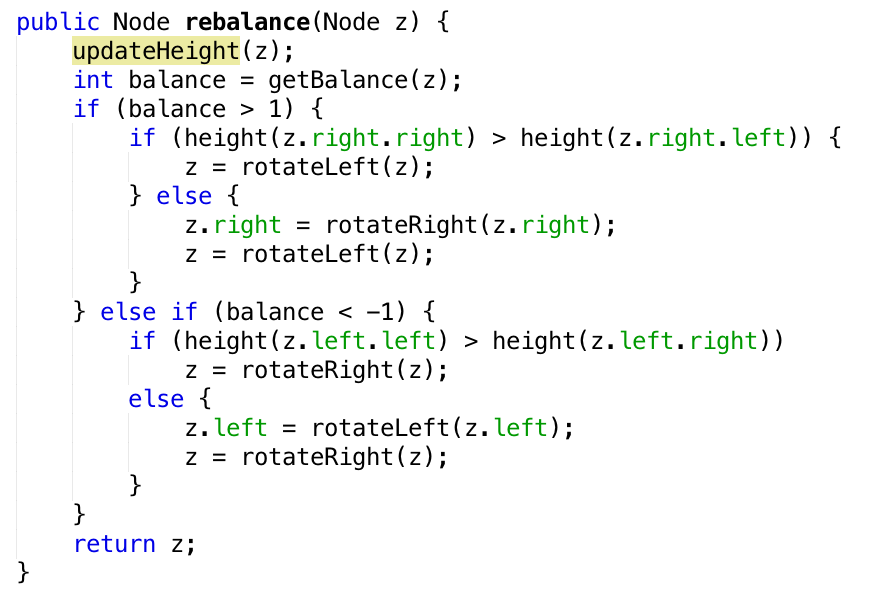 public Node rebalance(Node z) {
    updateHeight(z);
    int balance = getBalance(z);
    if (balance > 1) {
        if (height(z.right.right) > height(z.right.left)) {
            z = rotateLeft(z);
        } else {
            z.right = rotateRight(z.right);
            z = rotateLeft(z);
        }
    } else if (balance < −1) {
        if (height(z.left.left) > height(z.left.right))
            z = rotateRight(z);
        else {
            z.left = rotateLeft(z.left);
            z = rotateRight(z);
        }
    }
    return z;
}